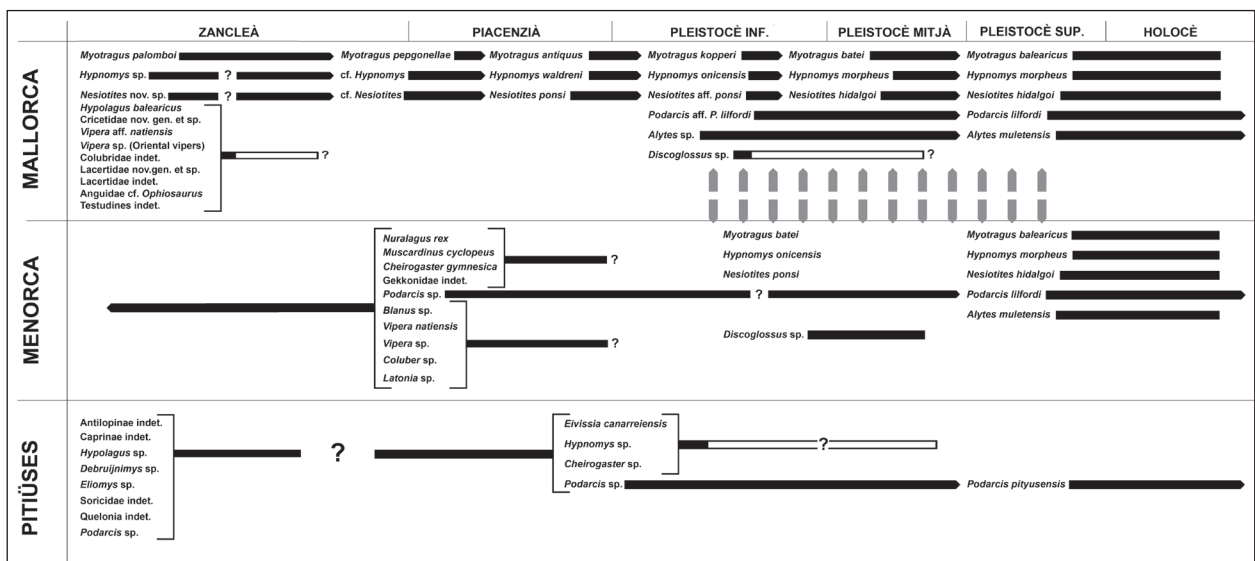 ZANCLEÀ PIACENZIÀ PLEISTOCÈ INF. PLEISTOCÈ MITJÀ PLEISTOCÈ SUP. HOLOCÈ
MALLORCA
Myotragus palomboi Myotragus pepgonellae Myotragus antiquus Myotragus kopperi Myotragus batei Myotragus balearicus
Hypnomys sp. ? cf. Hypnomys Hypnomys waldreni Hypnomys onicensis Hypnomys morpheus Hypnomys morpheus
Nesiotites nov. sp. ? cf. Nesiotites Nesiotites ponsi Nesiotites aff. ponsi Nesiotites hidalgoi Nesiotites hidalgoi
Hypolagus balearicus
Cricetidae nov. gen. et sp.
Vipera aff. natiensis
Vipera sp. (Oriental vipers)
Colubridae indet.
Lacertidae nov.gen. et sp.
Lacertidae indet.
Anguidae cf. Ophiosaurus
Testudines indet.
?
Podarcis aff. P. lilfordi Podarcis lilfordi
Alytes sp. Alytes muletensis
Discoglossus sp. ?
MENORCA
Nuralagus rex
Muscardinus cyclopeus
Cheirogaster gymnesica
Gekkonidae indet.
?
Podarcis sp. ? Podarcis lilfordi
Blanus sp.
Vipera natiensis
Vipera sp.
Coluber sp.
Latonia sp.
?
Myotragus batei Myotragus balearicus
Hypnomys onicensis Hypnomys morpheus
Nesiotites ponsi Nesiotites hidalgoi
Alytes muletensis
Discoglossus sp.
PITIÜSES
Antilopinae indet.
Caprinae indet.
Hypolagus sp.
Debruijnimys sp.
Eliomys sp.
Soricidae indet.
Quelonia indet.
Podarcis sp.
?
Eivissia canarreiensis
Hypnomys sp. ?
Cheirogaster sp.
Podarcis sp. Podarcis pityusensis